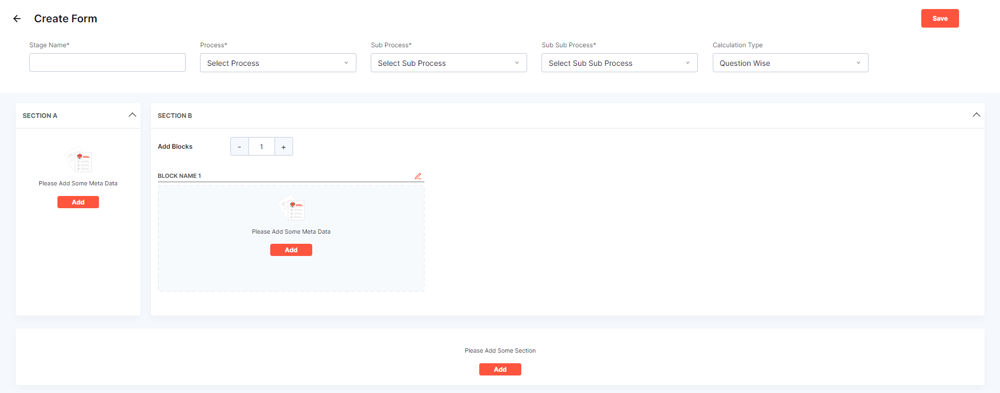 Create Form
Save
Stage Name*
Process*
Sub Process*
Sub Sub Process*
Calculation Type
Select Process
Select Sub Process
Select Sub Sub Process
Question Wise
SECTION A
SECTION B
Add Blocks
- 1 +
BLOCK NAME 1
Please Add Some Meta Data
Add
Please Add Some Meta Data
Add
Please Add Some Section
Add